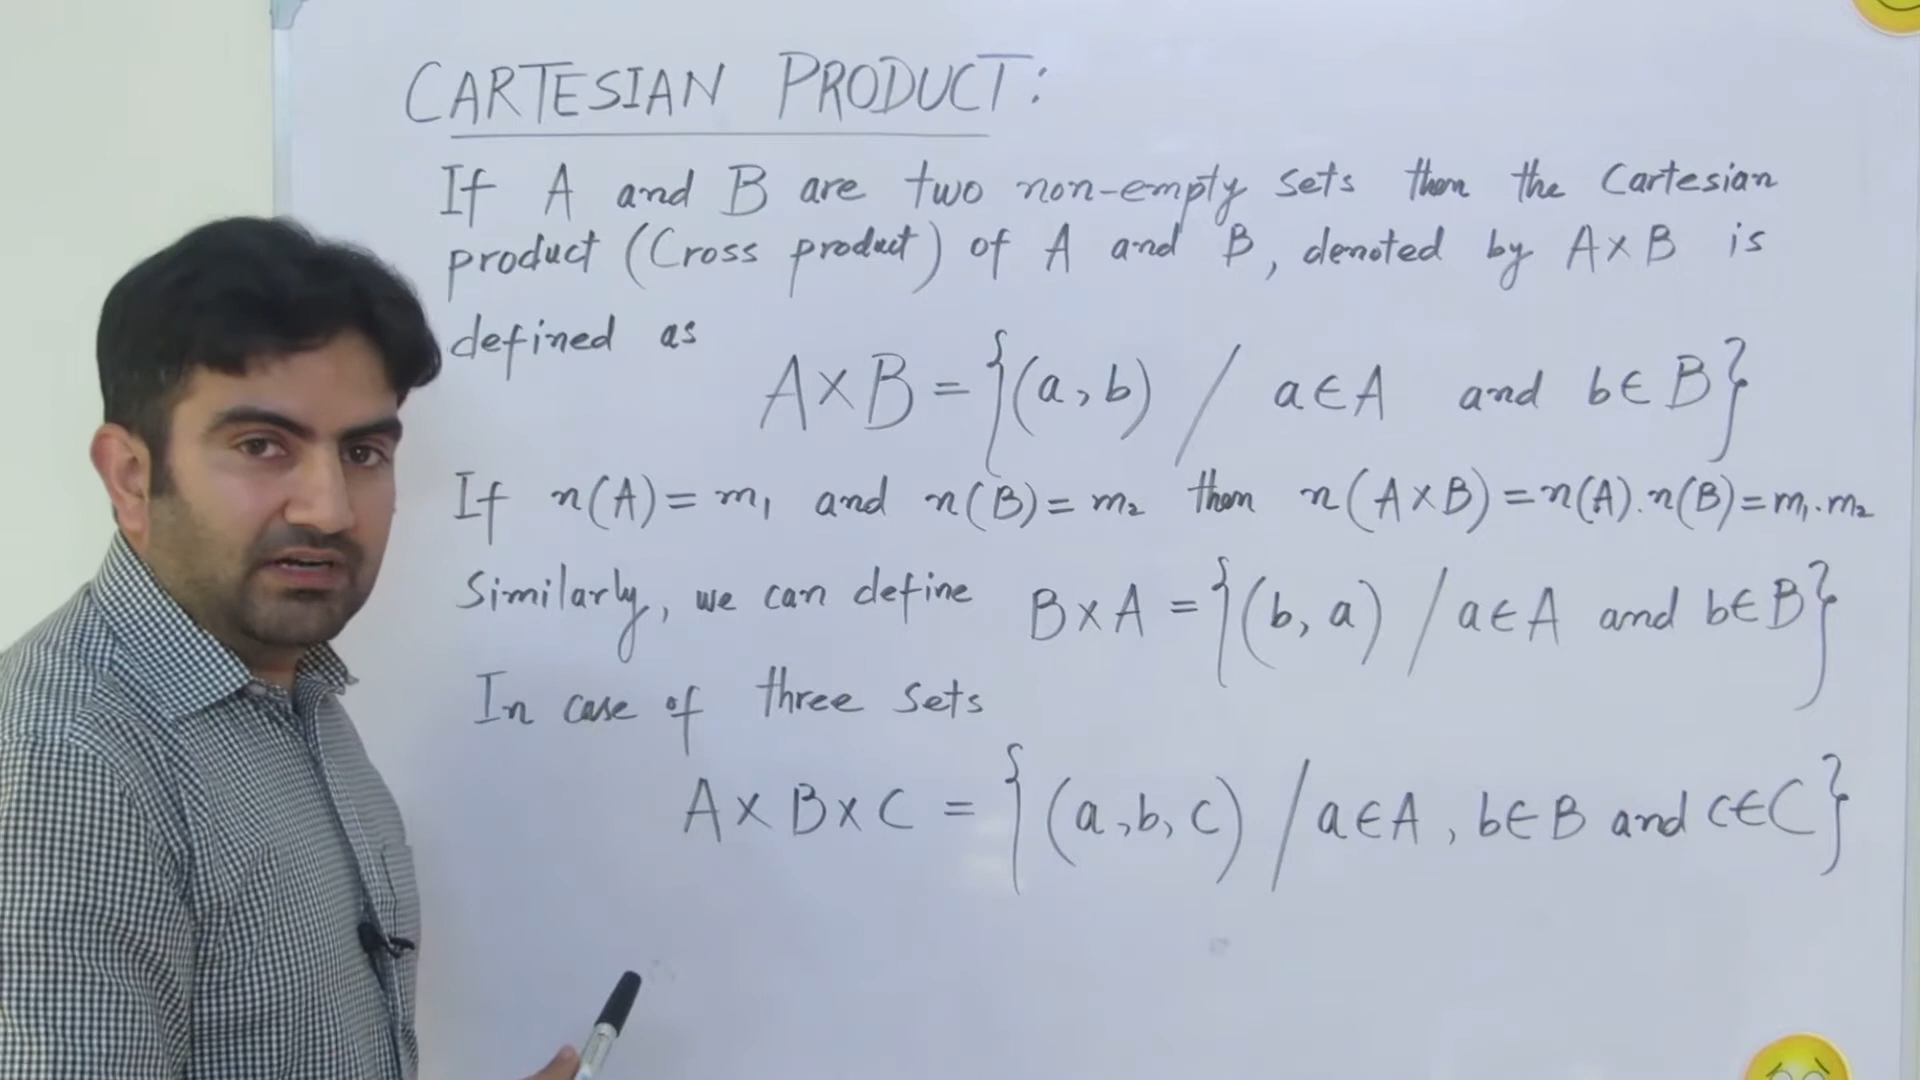 CARTESIAN PRODUCT:
If A and B are two non-empty sets then the Cartesian
product (Cross product) of A and B, denoted by A×B is
defined as
A×B = {(a,b) / a∈A and b∈B}
If n(A)=m₁ and n(B)=m₂ then n(A×B)=n(A).n(B)=m₁.m₂
Similarly, we can define B×A = {(b,a) / a∈A and b∈B}
In case of three sets
A×B×C = {(a,b,c) / a∈A, b∈B and c∈C}